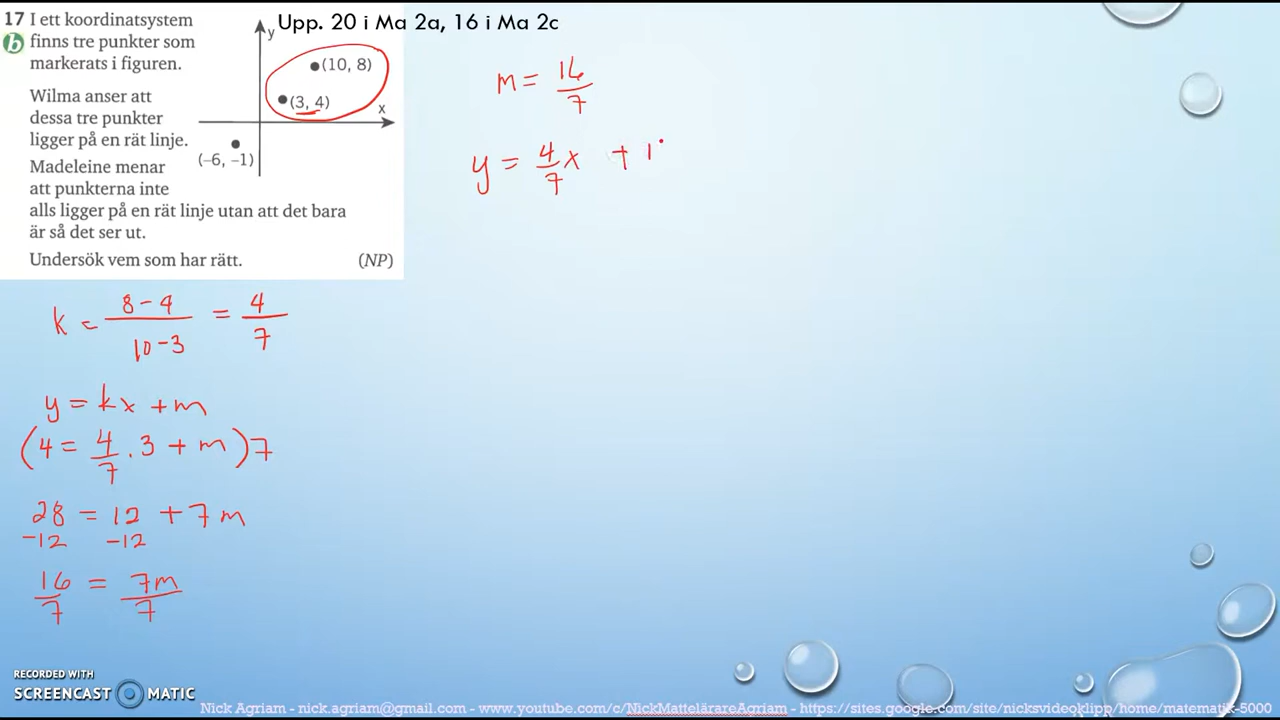 17 I ett koordinatsystem
b finns tre punkter som
markerats i figuren.
Wilma anser att
dessa tre punkter
ligger på en rät linje.
Madeleine menar
att punkterna inte
alls ligger på en rät linje utan att det bara
är så det ser ut.
Undersök vem som har rätt. (NP)
y
(10, 8)
(3, 4)
x
(–6, –1)
Upp. 20 i Ma 2a, 16 i Ma 2c
m = 16/7
y = 4/7 x + 1
k = (8-4)/(10-3) = 4/7
y = kx + m
(4 = 4/7 · 3 + m) 7
28 = 12 + 7m
-12 -12
16/7 = 7m/7
RECORDED WITH
SCREENCAST MATIC
Nick Agriam - nick.agriam@gmail.com - www.youtube.com/c/NickMattelärareAgriam - https://sites.google.com/site/nicksvideoklipp/home/matematik-5000